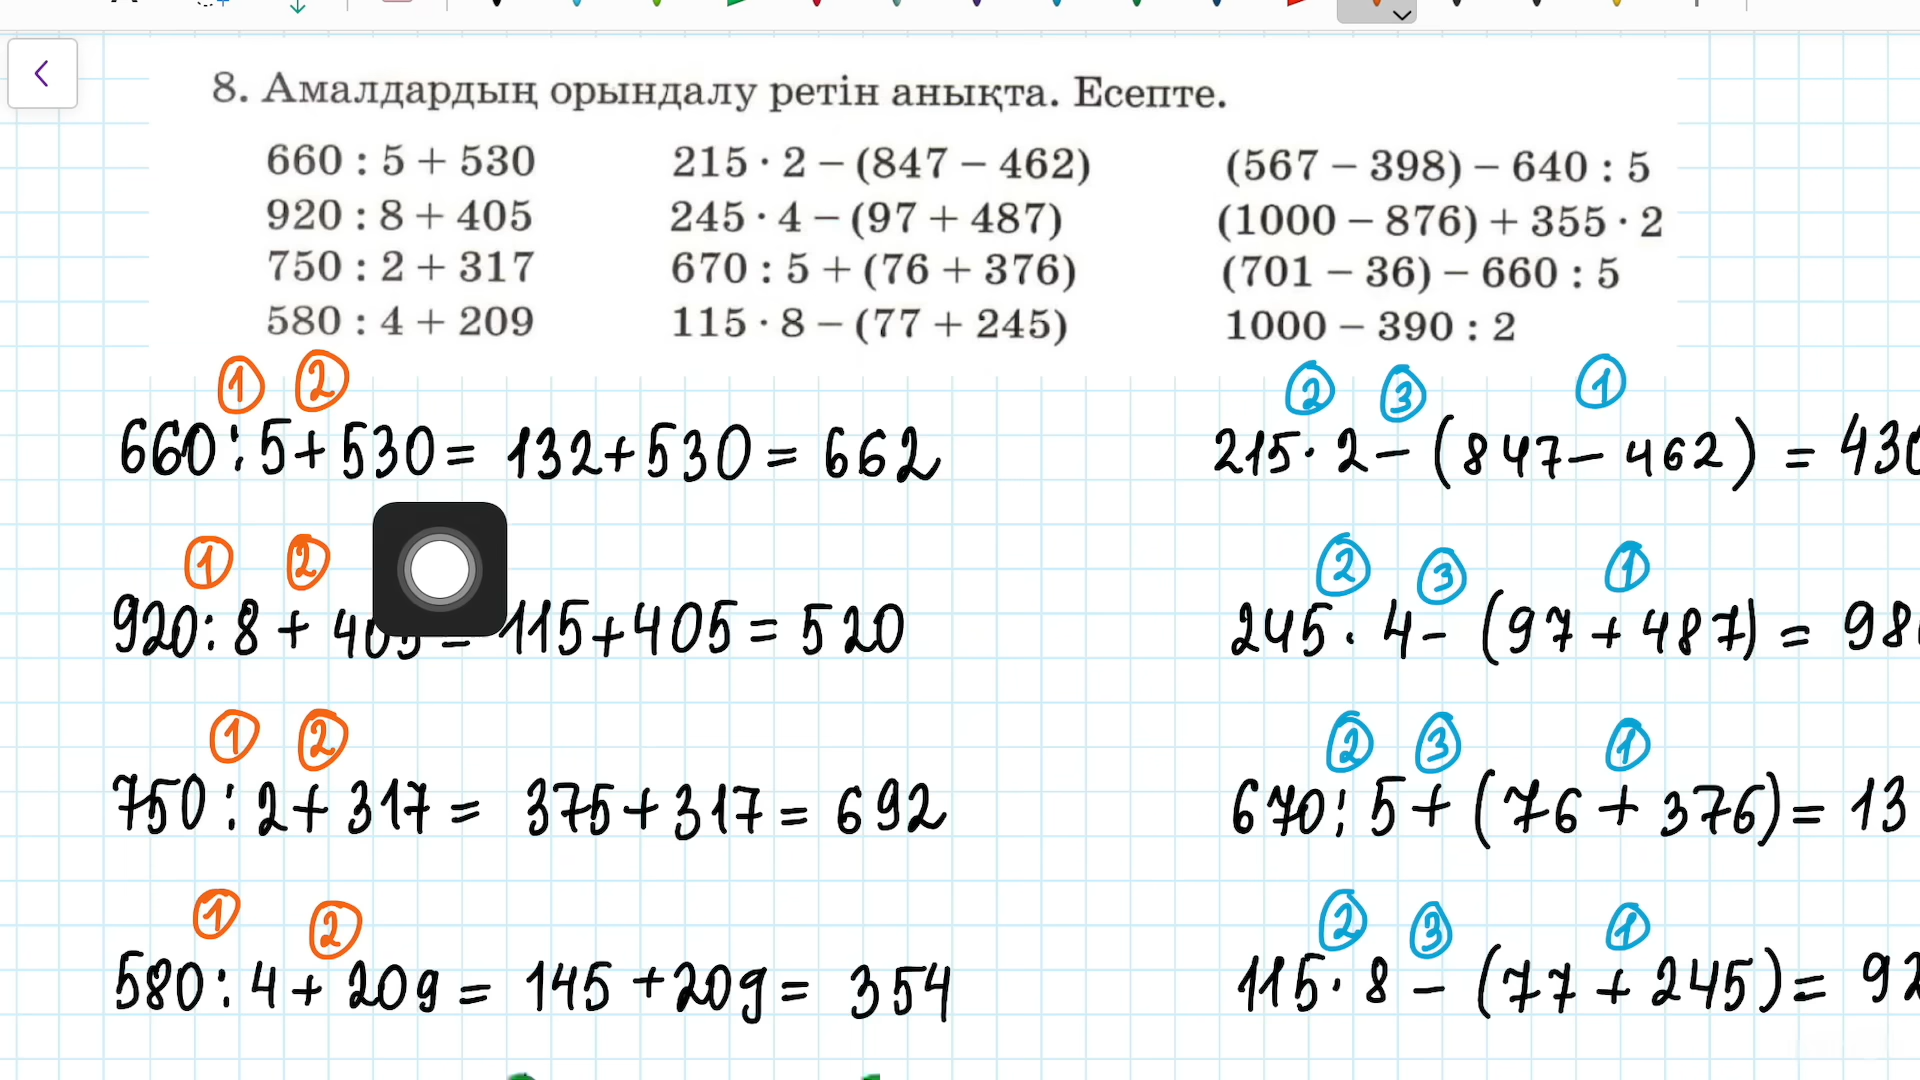 8. Амалдардың орындалу ретін анықта. Есепте.
660 : 5 + 530
920 : 8 + 405
750 : 2 + 317
580 : 4 + 209
215 · 2 – (847 – 462)
245 · 4 – (97 + 487)
670 : 5 + (76 + 376)
115 · 8 – (77 + 245)
(567 – 398) – 640 : 5
(1000 – 876) + 355 · 2
(701 – 36) – 660 : 5
1000 – 390 : 2
1 2
660 : 5 + 530 = 132 + 530 = 662
1 2
920 : 8 + 405 = 115 + 405 = 520
1 2
750 : 2 + 317 = 375 + 317 = 692
1 2
580 : 4 + 209 = 145 + 209 = 354
2 3 1
215 · 2 – (847 – 462) = 430
2 3 1
245 · 4 – (97 + 487) = 98
2 3 1
670 : 5 + (76 + 376) = 13
2 3 1
115 · 8 – (77 + 245) = 92